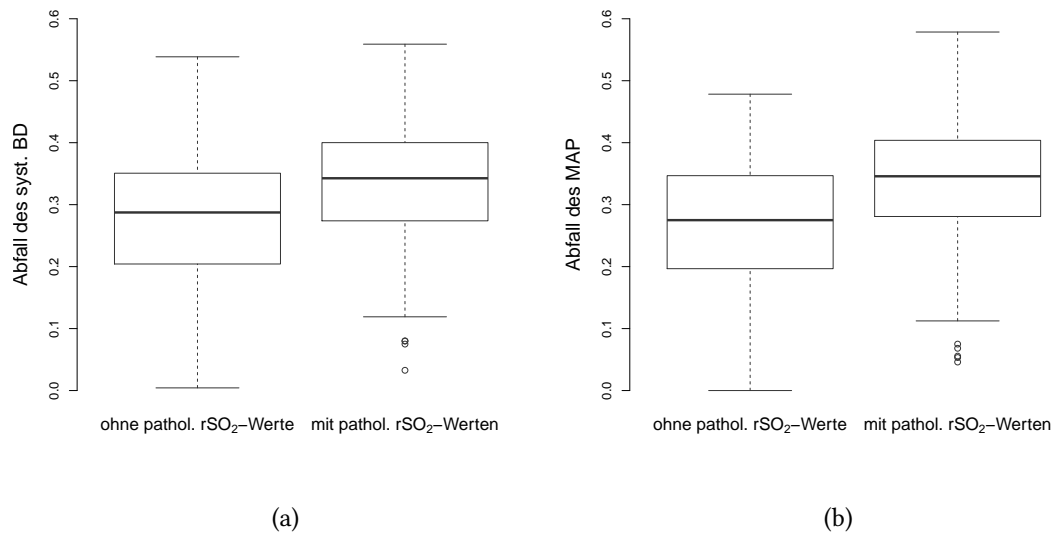 Abfall des syst. BD
0.6
0.5
0.4
0.3
0.2
0.1
0.0
ohne pathol. rSO₂–Werte
mit pathol. rSO₂–Werten
(a)
Abfall des MAP
0.6
0.5
0.4
0.3
0.2
0.1
0.0
ohne pathol. rSO₂–Werte
mit pathol. rSO₂–Werten
(b)